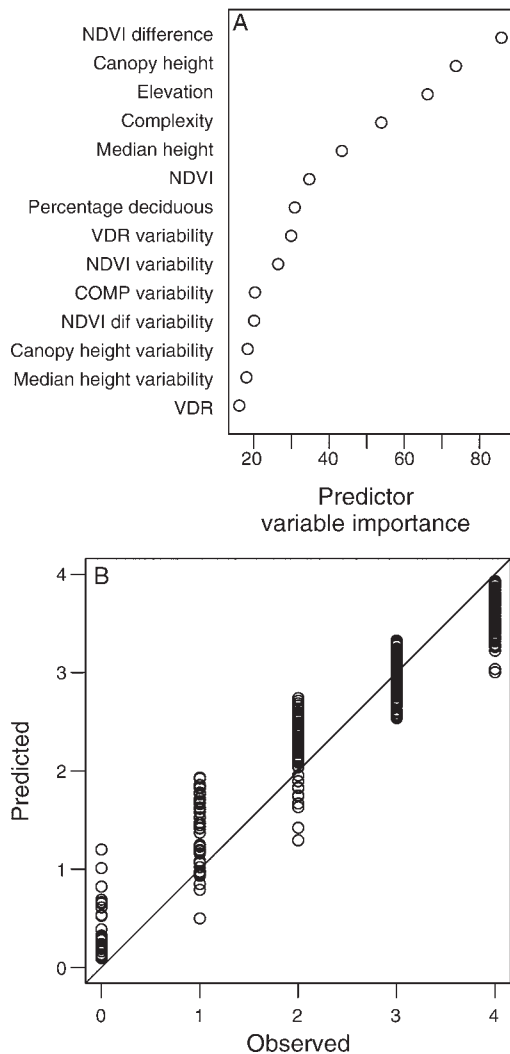 A
NDVI difference
Canopy height
Elevation
Complexity
Median height
NDVI
Percentage deciduous
VDR variability
NDVI variability
COMP variability
NDVI dif variability
Canopy height variability
Median height variability
VDR
20 40 60 80
Predictor
variable importance
B
4
3
2
1
0
Predicted
0 1 2 3 4
Observed